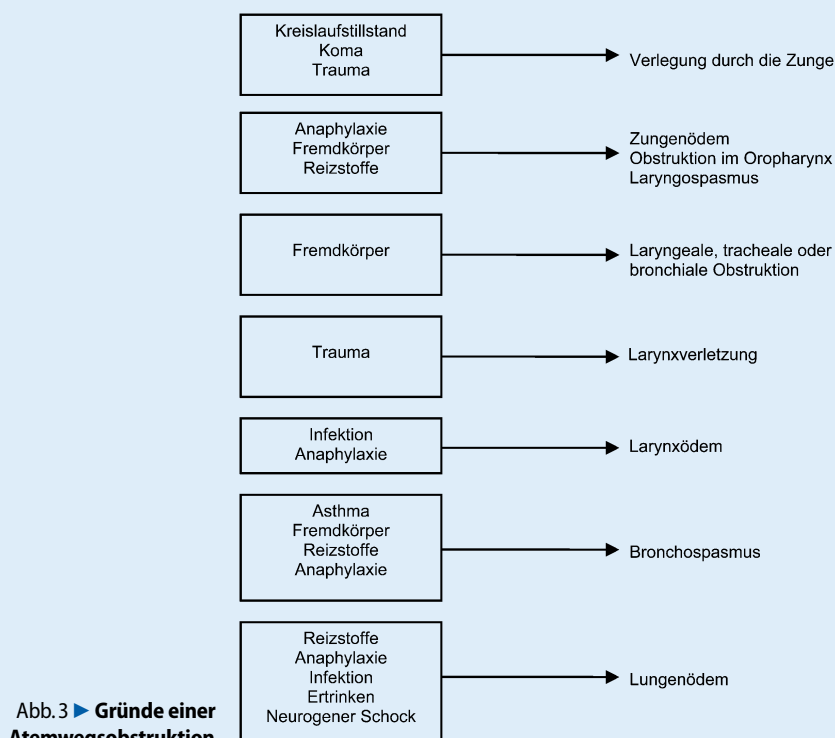 Kreislaufstillstand
Koma
Trauma
Verlegung durch die Zunge
Anaphylaxie
Fremdkörper
Reizstoffe
Zungenödem
Obstruktion im Oropharynx
Laryngospasmus
Fremdkörper
Laryngeale, tracheale oder
bronchiale Obstruktion
Trauma
Larynxverletzung
Infektion
Anaphylaxie
Larynxödem
Asthma
Fremdkörper
Reizstoffe
Anaphylaxie
Bronchospasmus
Reizstoffe
Anaphylaxie
Infektion
Ertrinken
Neurogener Schock
Lungenödem
Abb. 3 ▶ Gründe einer
Atemwegsobstruktion